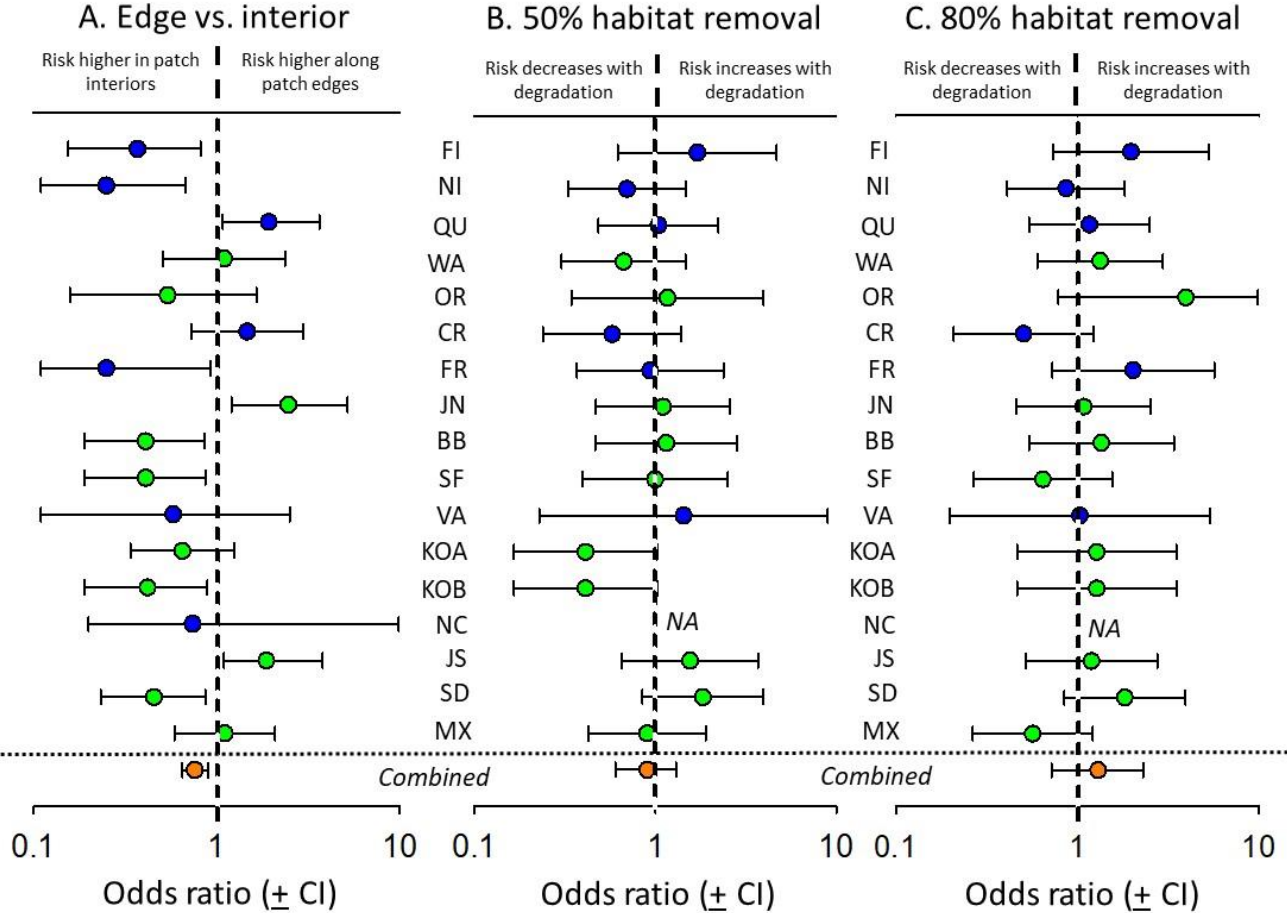 A. Edge vs. interior
Risk higher in patch
interiors
Risk higher along
patch edges
B. 50% habitat removal
Risk decreases with
degradation
Risk increases with
degradation
C. 80% habitat removal
Risk decreases with
degradation
Risk increases with
degradation
FI
NI
QU
WA
OR
CR
FR
JN
BB
SF
VA
KOA
KOB
NC
JS
SD
MX
Combined
NA
FI
NI
QU
WA
OR
CR
FR
JN
BB
SF
VA
KOA
KOB
NC
JS
SD
MX
Combined
NA
0.1 1 10
0.1 1 10
0.1 1 10
Odds ratio (± CI)
Odds ratio (± CI)
Odds ratio (± CI)